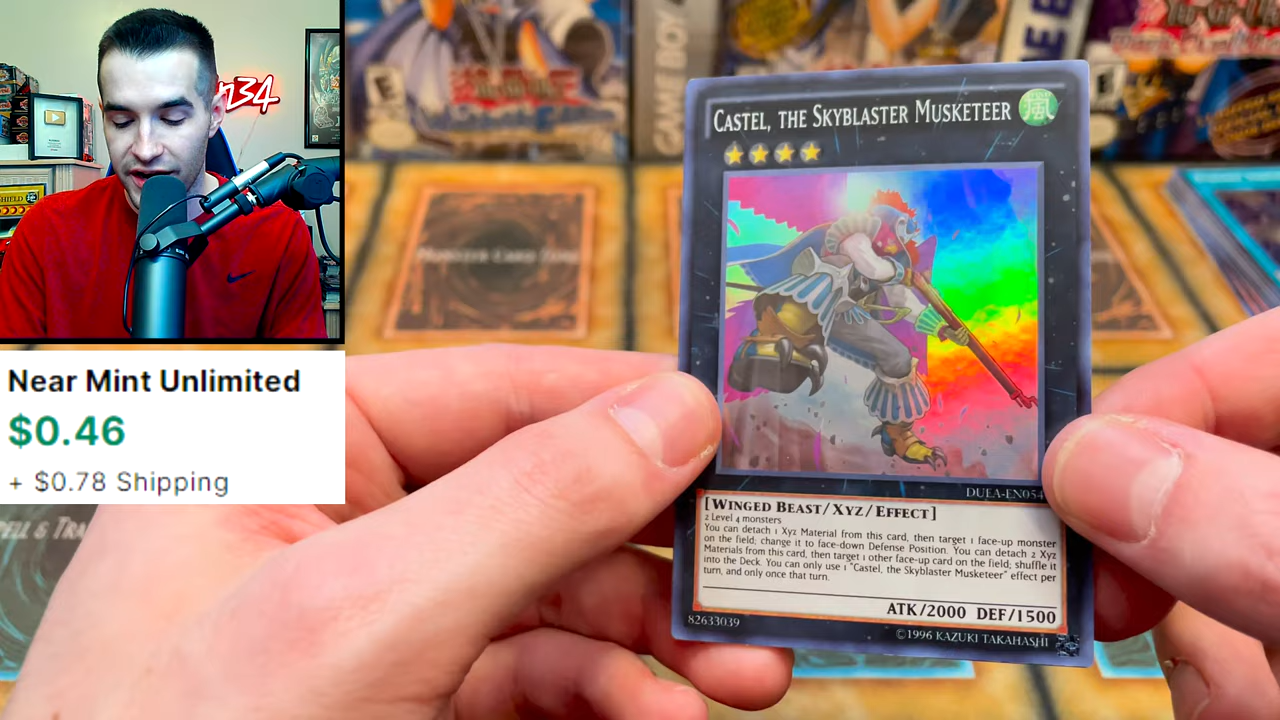 n34
SHIELD
Near Mint Unlimited
$0.46
+ $0.78 Shipping
GAME BOY
MONSTER CARD ZONE
CASTEL, THE SKYBLASTER MUSKETEER 風
DUEA-EN054
[WINGED BEAST/XYZ/EFFECT]
2 Level 4 monsters
You can detach 1 Xyz Material from this card, then target 1 face-up monster
on the field; change it to face-down Defense Position. You can detach 2 Xyz
Materials from this card, then target 1 other face-up card on the field; shuffle it
into the Deck. You can only use 1 "Castel, the Skyblaster Musketeer" effect per
turn, and only once that turn.
ATK/2000 DEF/1500
82633039
©1996 KAZUKI TAKAHASHI